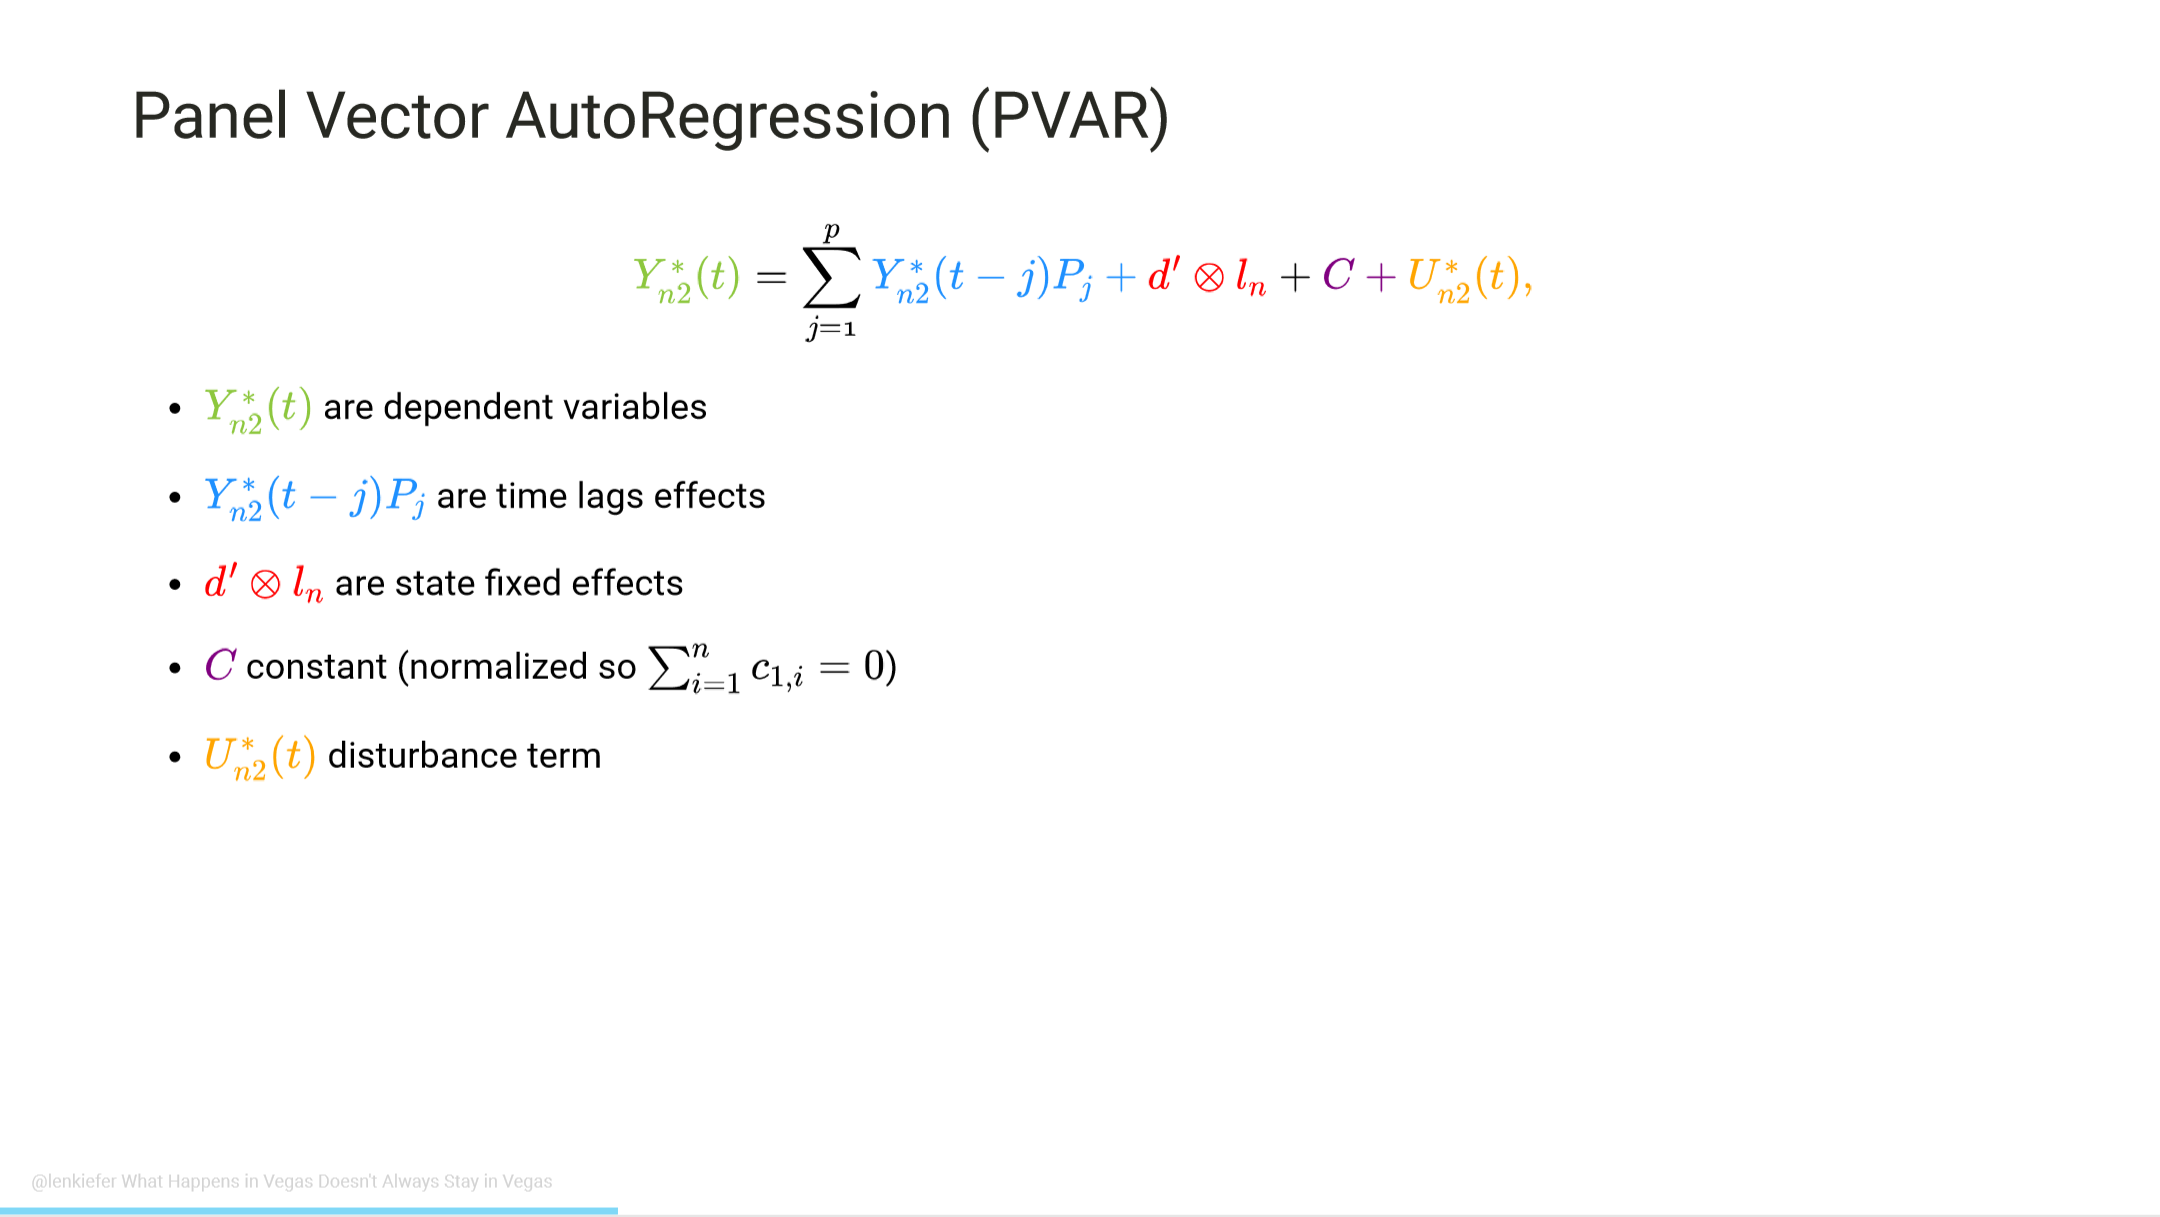 Panel Vector AutoRegression (PVAR)
$Y^*_{n2}(t) = \sum_{j=1}^{p} Y^*_{n2}(t-j)P_j + d' \otimes l_n + C + U^*_{n2}(t),$
• $Y^*_{n2}(t)$ are dependent variables
• $Y^*_{n2}(t-j)P_j$ are time lags effects
• $d' \otimes l_n$ are state fixed effects
• $C$ constant (normalized so $\sum_{i=1}^{n} c_{1,i} = 0$)
• $U^*_{n2}(t)$ disturbance term
@lenkiefer What Happens in Vegas Doesn't Always Stay in Vegas